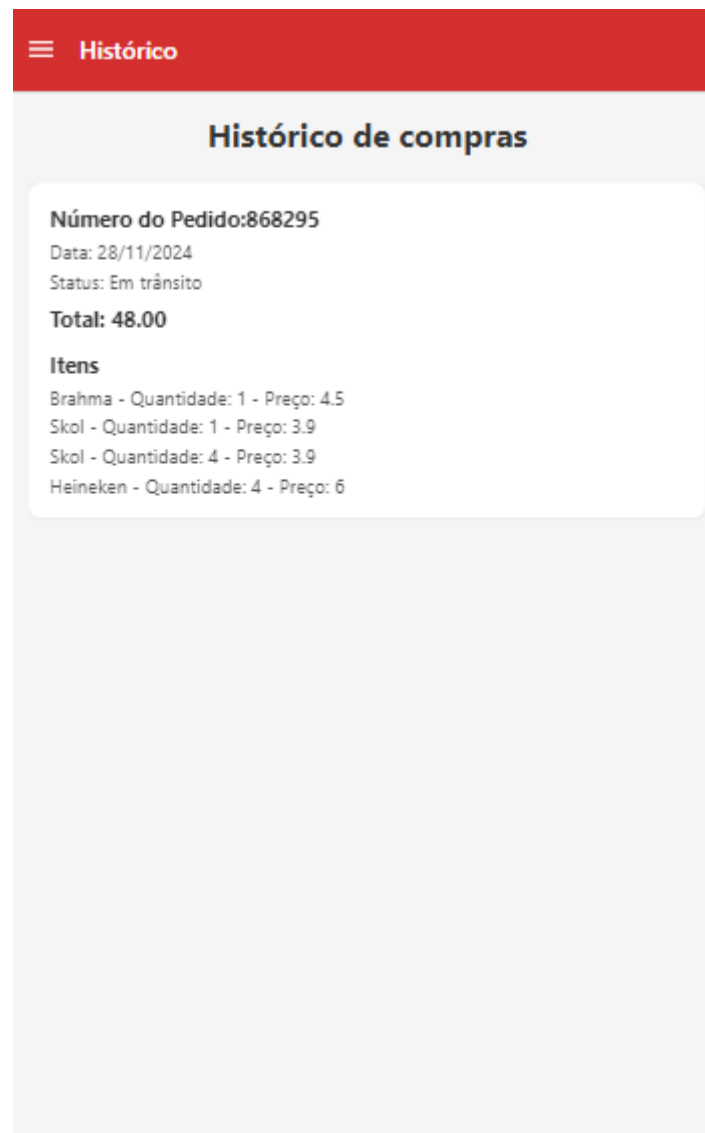 Histórico
Histórico de compras
Número do Pedido:868295
Data: 28/11/2024
Status: Em trânsito
Total: 48.00
Itens
Brahma - Quantidade: 1 - Preço: 4.5
Skol - Quantidade: 1 - Preço: 3.9
Skol - Quantidade: 4 - Preço: 3.9
Heineken - Quantidade: 4 - Preço: 6